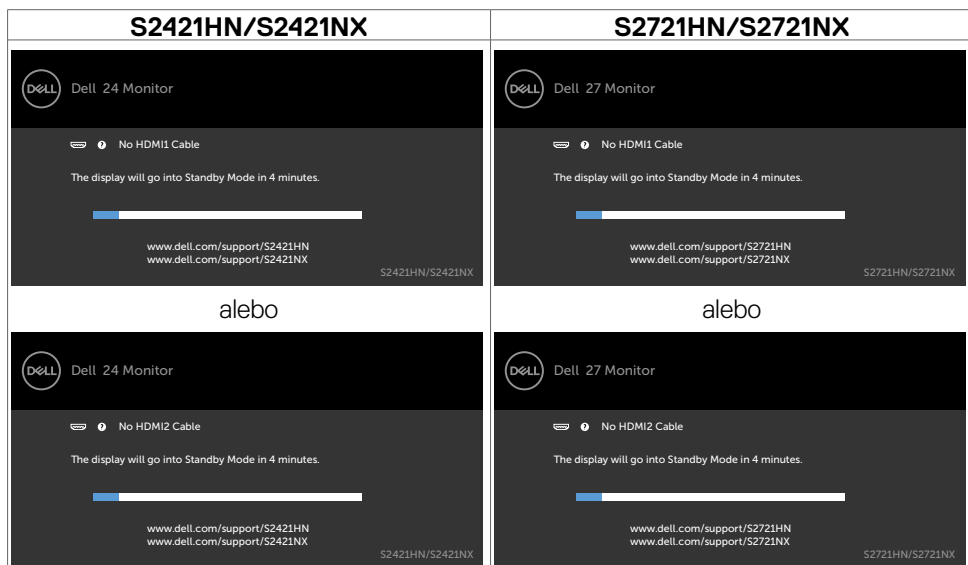 S2421HN/S2421NX
DELL
Dell 24 Monitor
No HDMI1 Cable
The display will go into Standby Mode in 4 minutes.
www.dell.com/support/S2421HN
www.dell.com/support/S2421NX
S2421HN/S2421NX
alebo
DELL
Dell 24 Monitor
No HDMI2 Cable
The display will go into Standby Mode in 4 minutes.
www.dell.com/support/S2421HN
www.dell.com/support/S2421NX
S2421HN/S2421NX
S2721HN/S2721NX
DELL
Dell 27 Monitor
No HDMI1 Cable
The display will go into Standby Mode in 4 minutes.
www.dell.com/support/S2721HN
www.dell.com/support/S2721NX
S2721HN/S2721NX
alebo
DELL
Dell 27 Monitor
No HDMI2 Cable
The display will go into Standby Mode in 4 minutes.
www.dell.com/support/S2721HN
www.dell.com/support/S2721NX
S2721HN/S2721NX